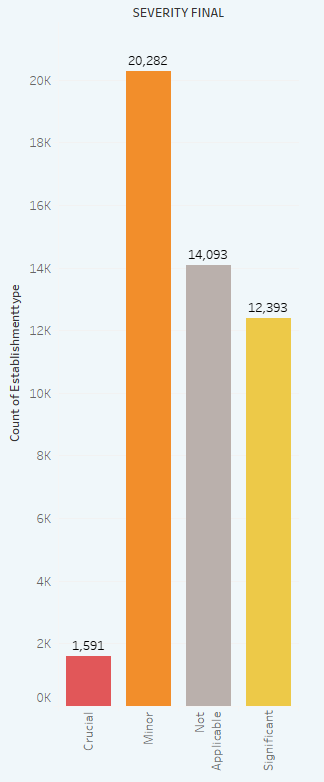 SEVERITY FINAL
Count of Establishmenttype
20K
18K
16K
14K
12K
10K
8K
6K
4K
2K
0K
1,591
20,282
14,093
12,393
Crucial
Minor
Not
Applicable
Significant